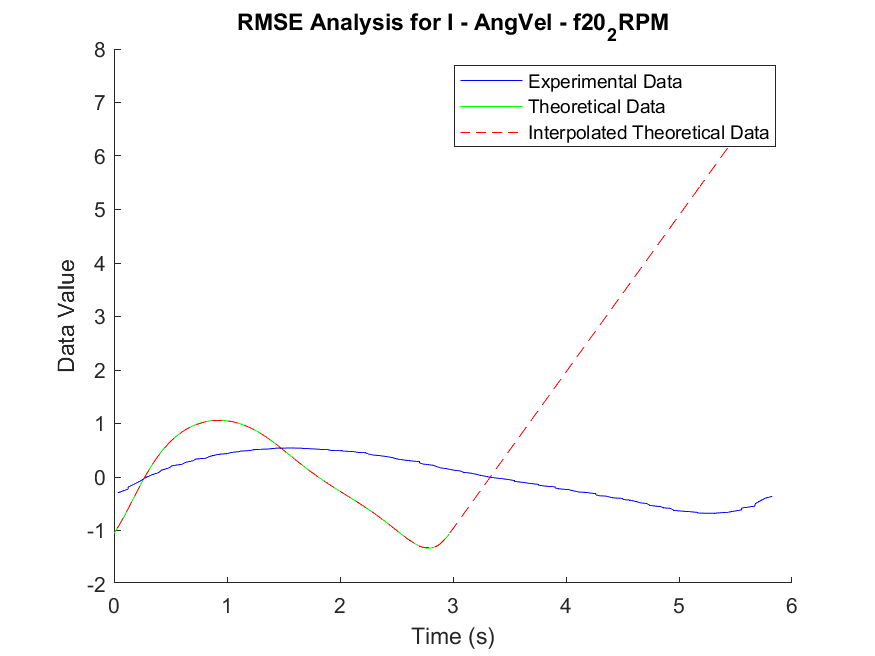 RMSE Analysis for I - AngVel - f20₂RPM
8
7
6
5
4
3
2
1
0
-1
-2
Data Value
Experimental Data
Theoretical Data
Interpolated Theoretical Data
0 1 2 3 4 5 6
Time (s)